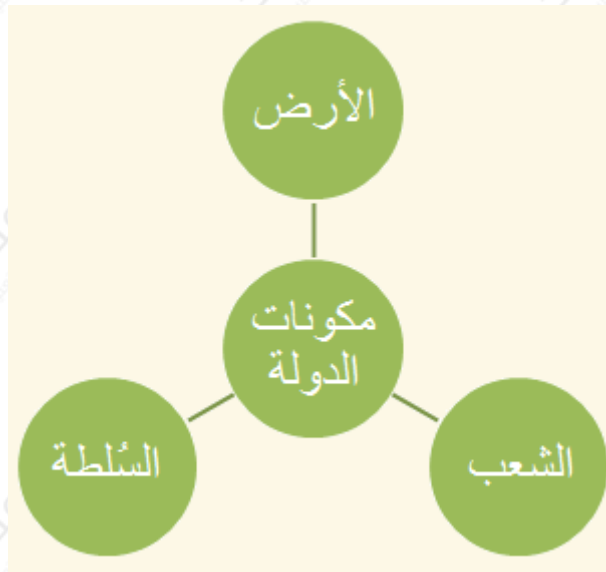 الأرض
مكونات
الدولة
الشعب
السُلطة